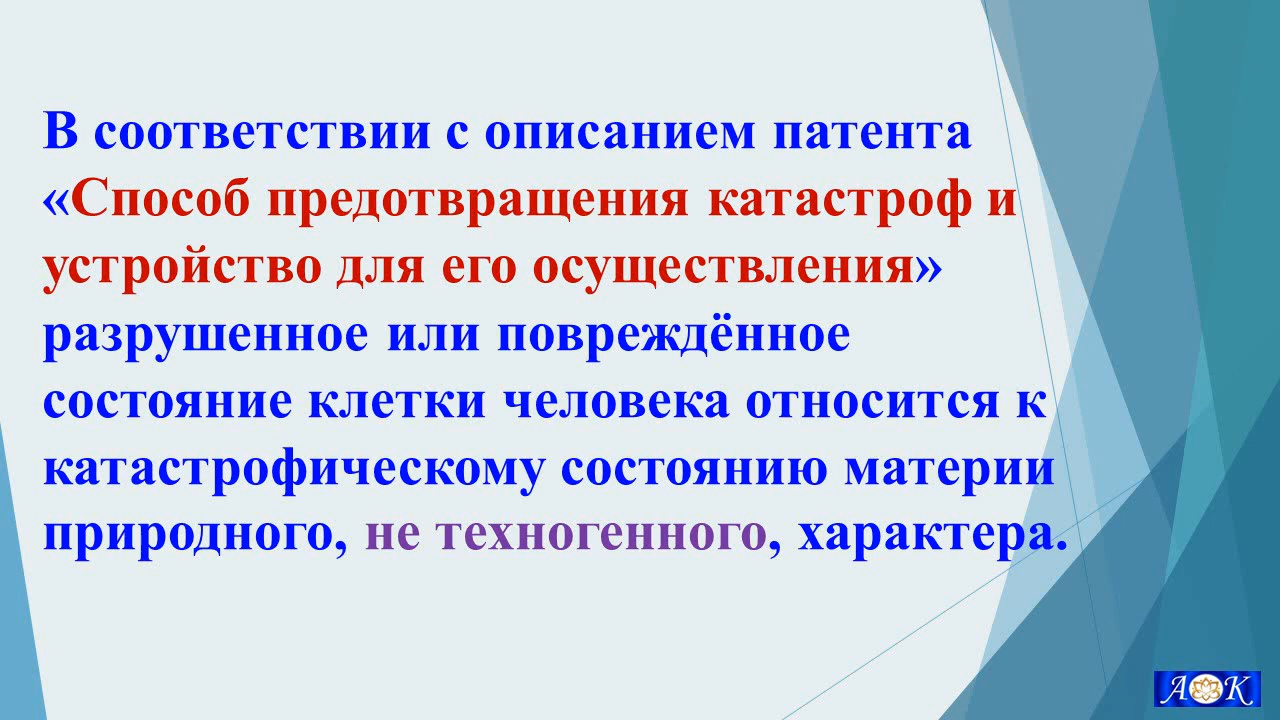 В соответствии с описанием патента
«Способ предотвращения катастроф и
устройство для его осуществления»
разрушенное или повреждённое
состояние клетки человека относится к
катастрофическому состоянию материи
природного, не техногенного, характера.
А К